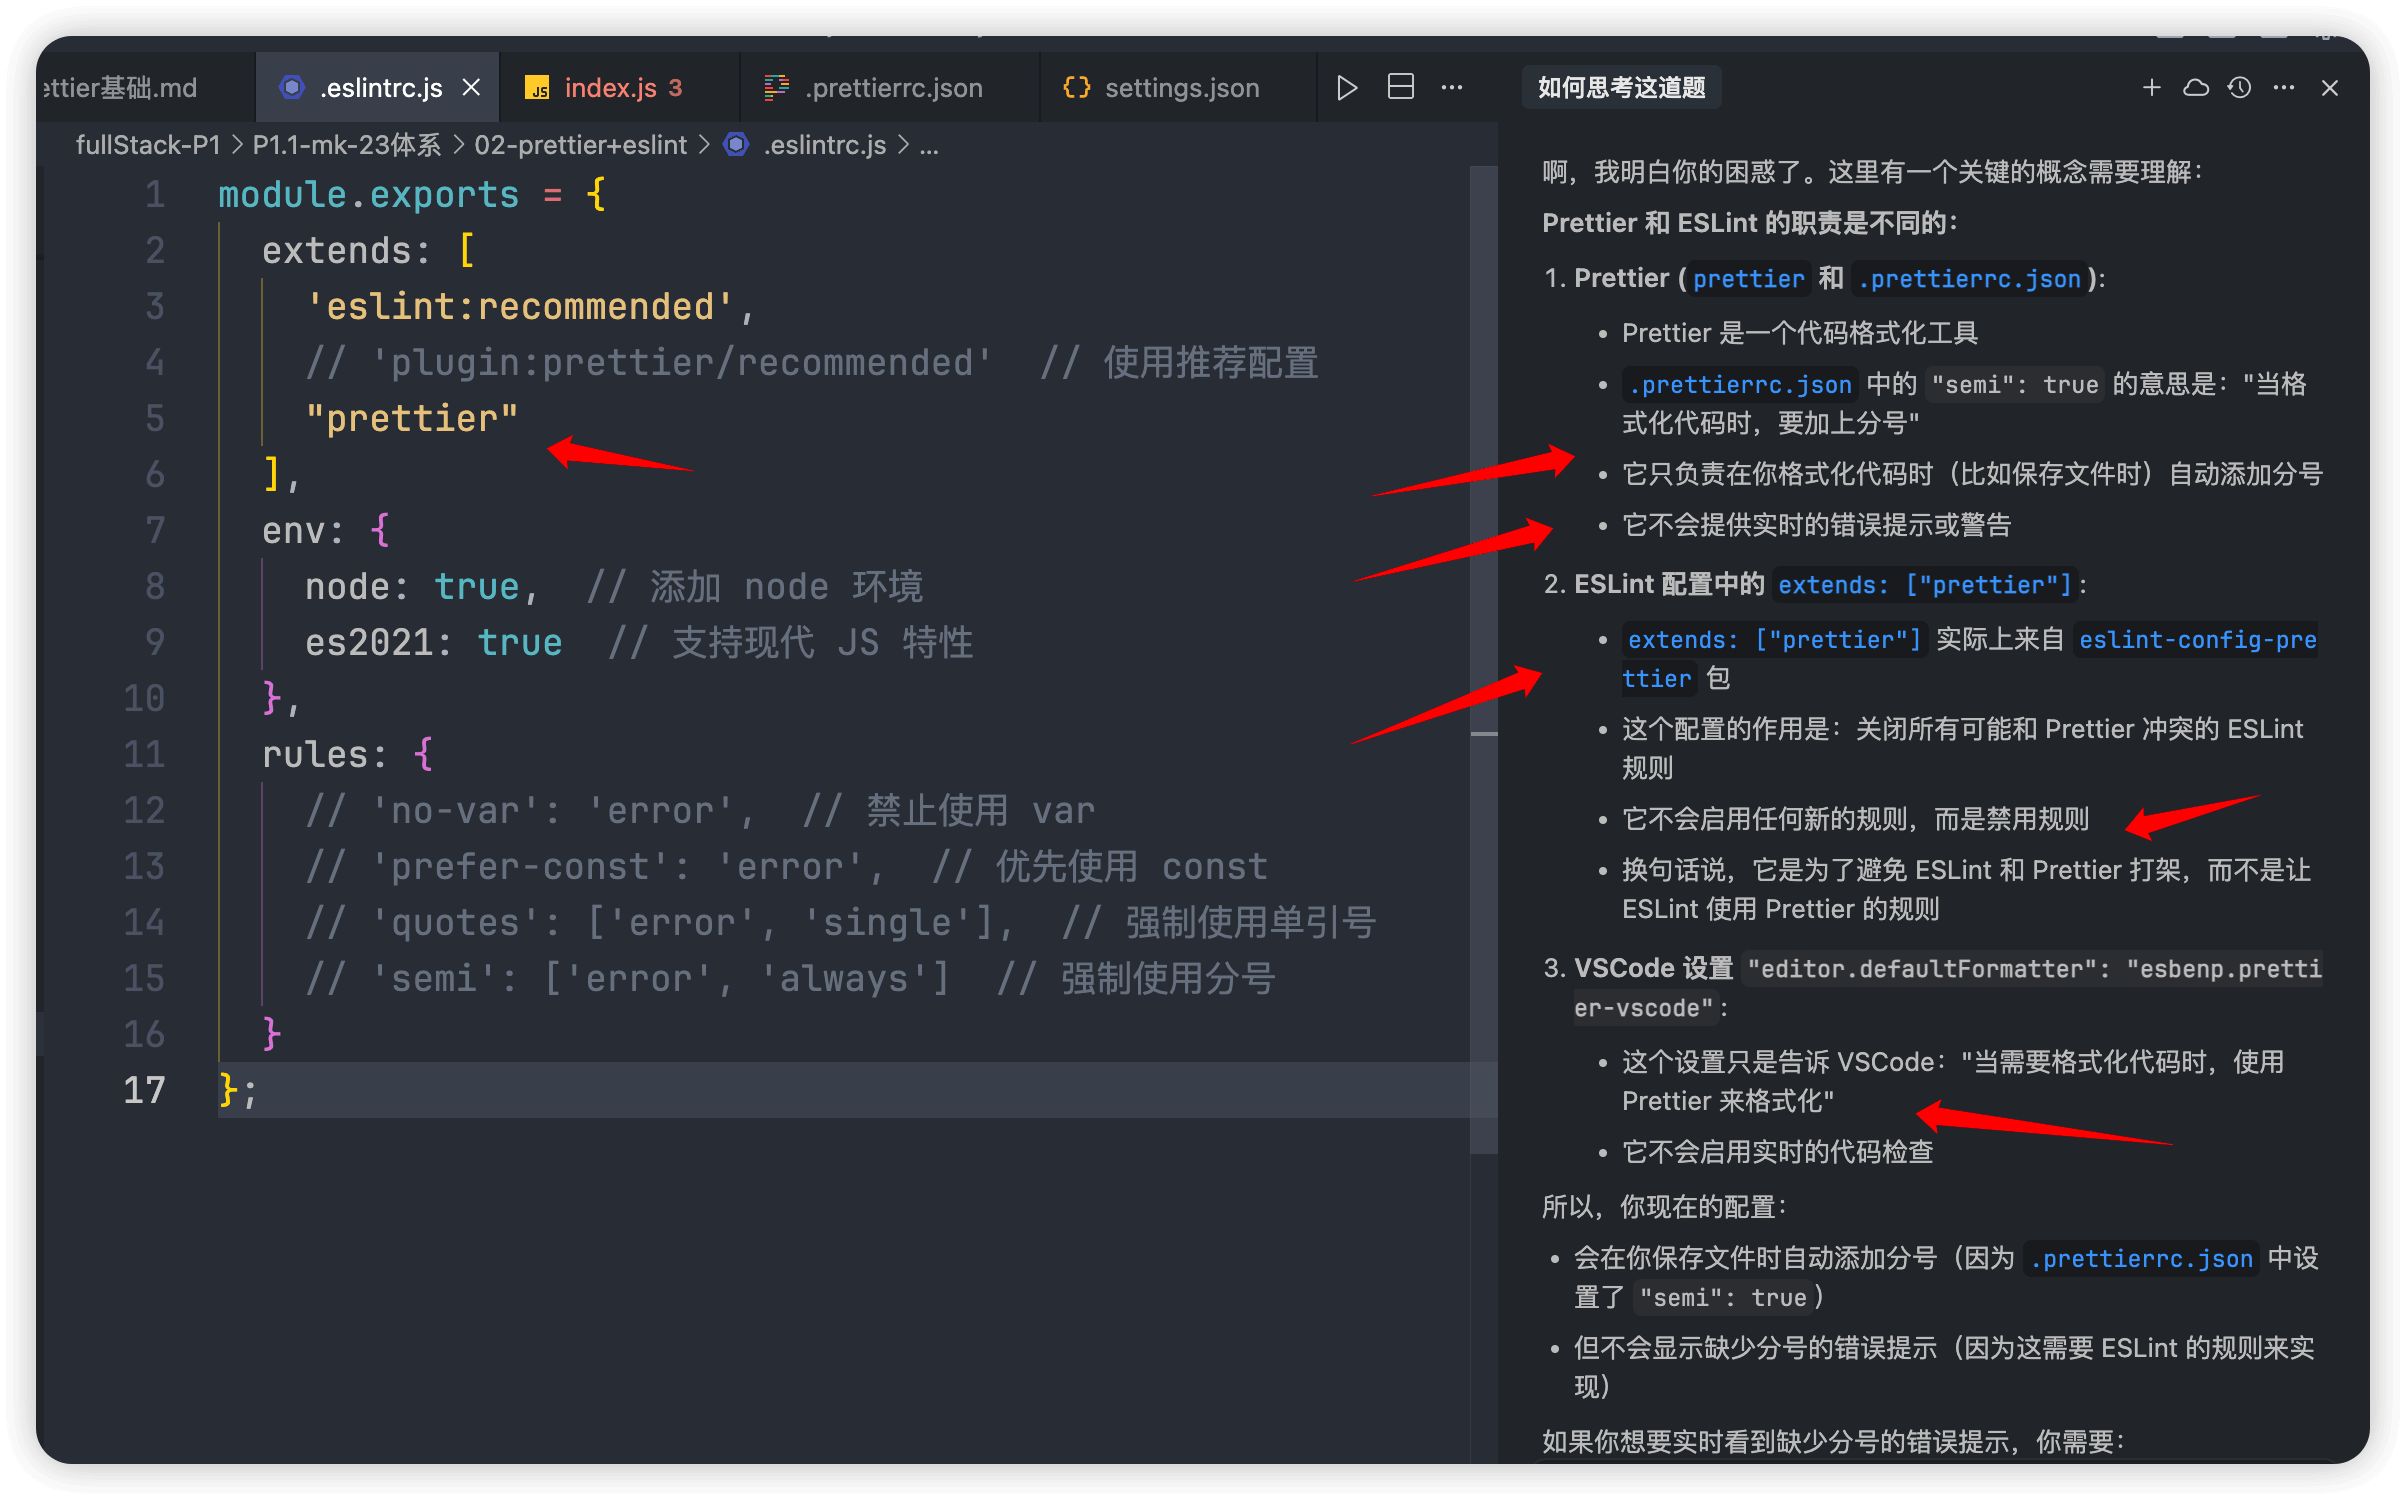 ettier基础.md
.eslintrc.js
index.js 3
.prettierrc.json
settings.json
fullStack-P1 > P1.1-mk-23体系 > 02-prettier+eslint > .eslintrc.js > ...
1 module.exports = {
2 extends: [
3 'eslint:recommended',
4 // 'plugin:prettier/recommended' // 使用推荐配置
5 "prettier"
6 ],
7 env: {
8 node: true, // 添加 node 环境
9 es2021: true // 支持现代 JS 特性
10 },
11 rules: {
12 // 'no-var': 'error', // 禁止使用 var
13 // 'prefer-const': 'error', // 优先使用 const
14 // 'quotes': ['error', 'single'], // 强制使用单引号
15 // 'semi': ['error', 'always'] // 强制使用分号
16 }
17 };
如何思考这道题
啊，我明白你的困惑了。这里有一个关键的概念需要理解：
Prettier 和 ESLint 的职责是不同的：
1. Prettier (prettier 和 .prettierrc.json):
• Prettier 是一个代码格式化工具
• .prettierrc.json 中的 "semi": true 的意思是："当格
式化代码时，要加上分号"
• 它只负责在你格式化代码时（比如保存文件时）自动添加分号
• 它不会提供实时的错误提示或警告
2. ESLint 配置中的 extends: ["prettier"]:
• extends: ["prettier"] 实际上来自 eslint-config-pre
ttier 包
• 这个配置的作用是：关闭所有可能和 Prettier 冲突的 ESLint
规则
• 它不会启用任何新的规则，而是禁用规则
• 换句话说，它是为了避免 ESLint 和 Prettier 打架，而不是让
ESLint 使用 Prettier 的规则
3. VSCode 设置 "editor.defaultFormatter": "esbenp.pretti
er-vscode":
• 这个设置只是告诉 VSCode："当需要格式化代码时，使用
Prettier 来格式化"
• 它不会启用实时的代码检查
所以，你现在的配置：
• 会在你保存文件时自动添加分号（因为 .prettierrc.json 中设
置了 "semi": true）
• 但不会显示缺少分号的错误提示（因为这需要 ESLint 的规则来实
现）
如果你想要实时看到缺少分号的错误提示，你需要：